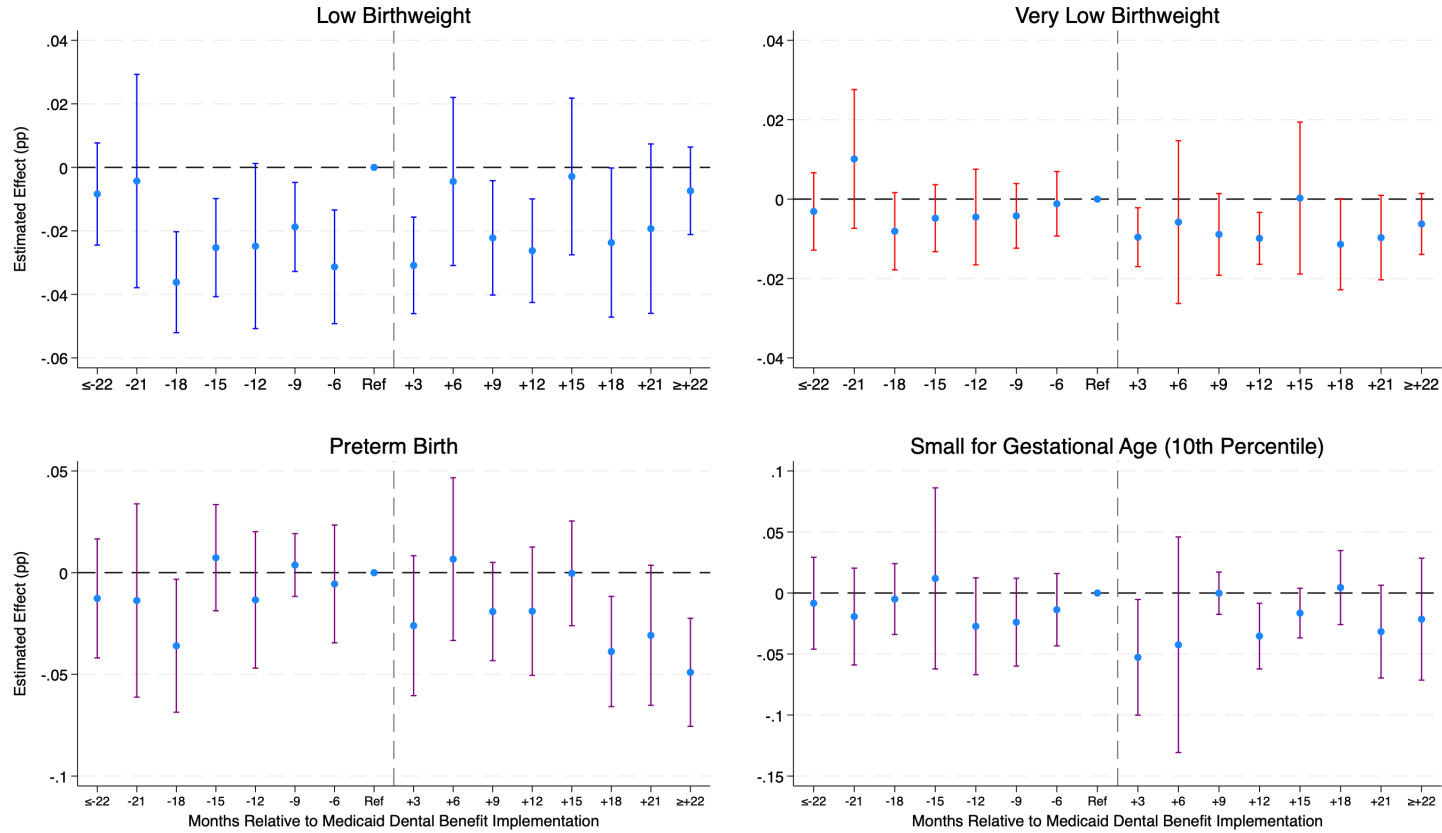 Low Birthweight
Estimated Effect (pp)
.04
.02
0
-.02
-.04
-.06
≤-22 -21 -18 -15 -12 -9 -6 Ref +3 +6 +9 +12 +15 +18 +21 ≥+22
Very Low Birthweight
.04
.02
0
-.02
-.04
≤-22 -21 -18 -15 -12 -9 -6 Ref +3 +6 +9 +12 +15 +18 +21 ≥+22
Preterm Birth
Estimated Effect (pp)
.05
0
-.05
-.1
≤-22 -21 -18 -15 -12 -9 -6 Ref +3 +6 +9 +12 +15 +18 +21 ≥+22
Months Relative to Medicaid Dental Benefit Implementation
Small for Gestational Age (10th Percentile)
.1
.05
0
-.05
-.1
-.15
≤-22 -21 -18 -15 -12 -9 -6 Ref +3 +6 +9 +12 +15 +18 +21 ≥+22
Months Relative to Medicaid Dental Benefit Implementation